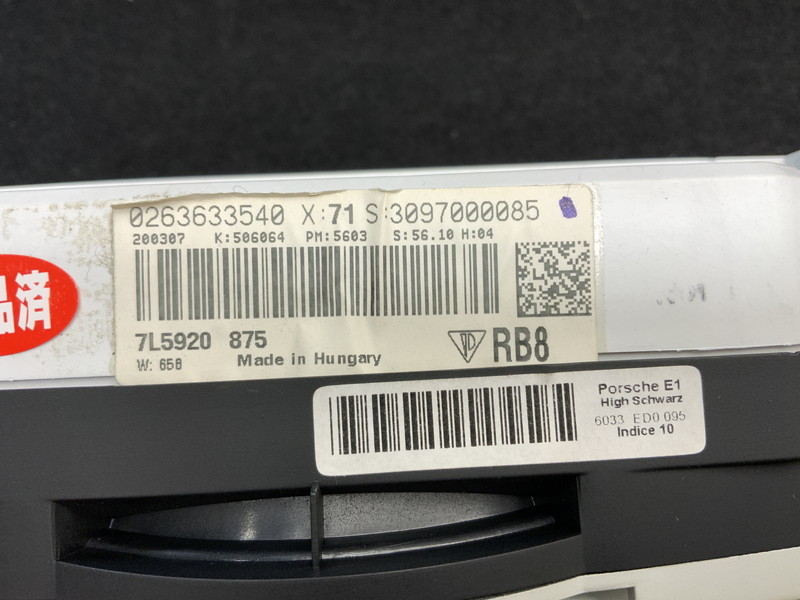 0263633540 X:71 S:3097000085
200307 K:506064 PM:5603 S:56.10 H:04
7L5920 875
RB8
W: 658 Made in Hungary
品済
Porsche E1
High Schwarz
6033 ED0 095
Indice 10